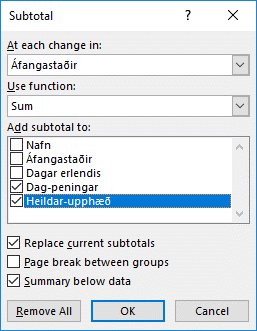 Subtotal ? ×
At each change in:
Áfangastaðir
Use function:
Sum
Add subtotal to:
Nafn
Áfangastaðir
Dagar erlendis
Dag-peningar
Heildar-upphæð
Replace current subtotals
Page break between groups
Summary below data
Remove All OK Cancel